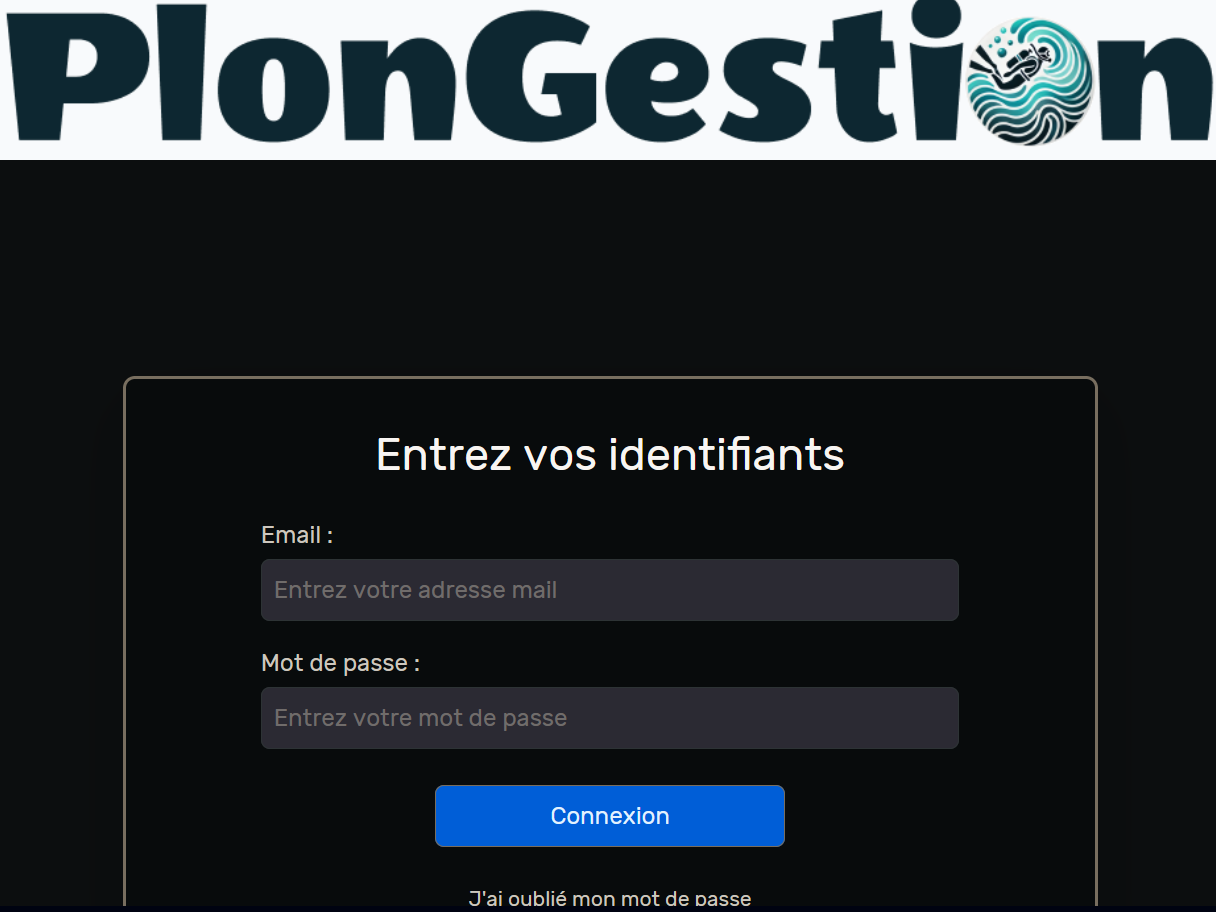 PlonGestion
Entrez vos identifiants
Email :
Entrez votre adresse mail
Mot de passe :
Entrez votre mot de passe
Connexion
J'ai oublié mon mot de passe